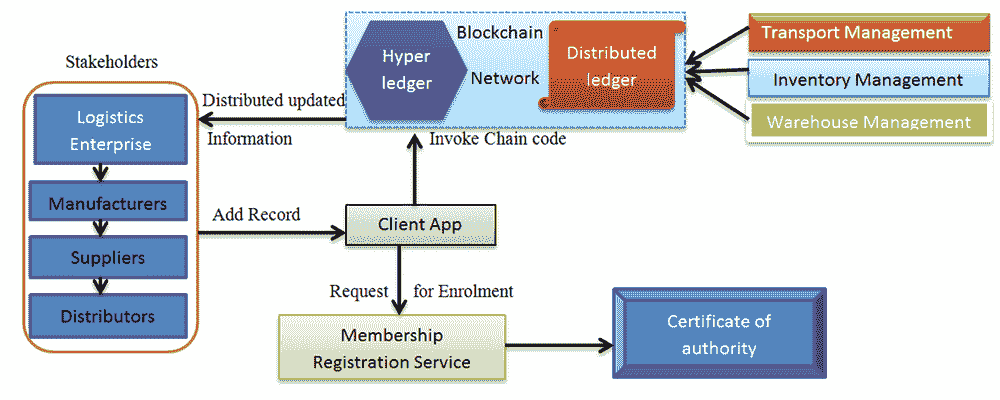 Stakeholders
Logistics
Enterprise
Manufacturers
Suppliers
Distributors
Distributed updated
Information
Add Record
Hyper
ledger
Blockchain
Network
Distributed
ledger
Transport Management
Inventory Management
Warehouse Management
Invoke Chain code
Client App
Request for Enrolment
Membership
Registration Service
Certificate of
authority